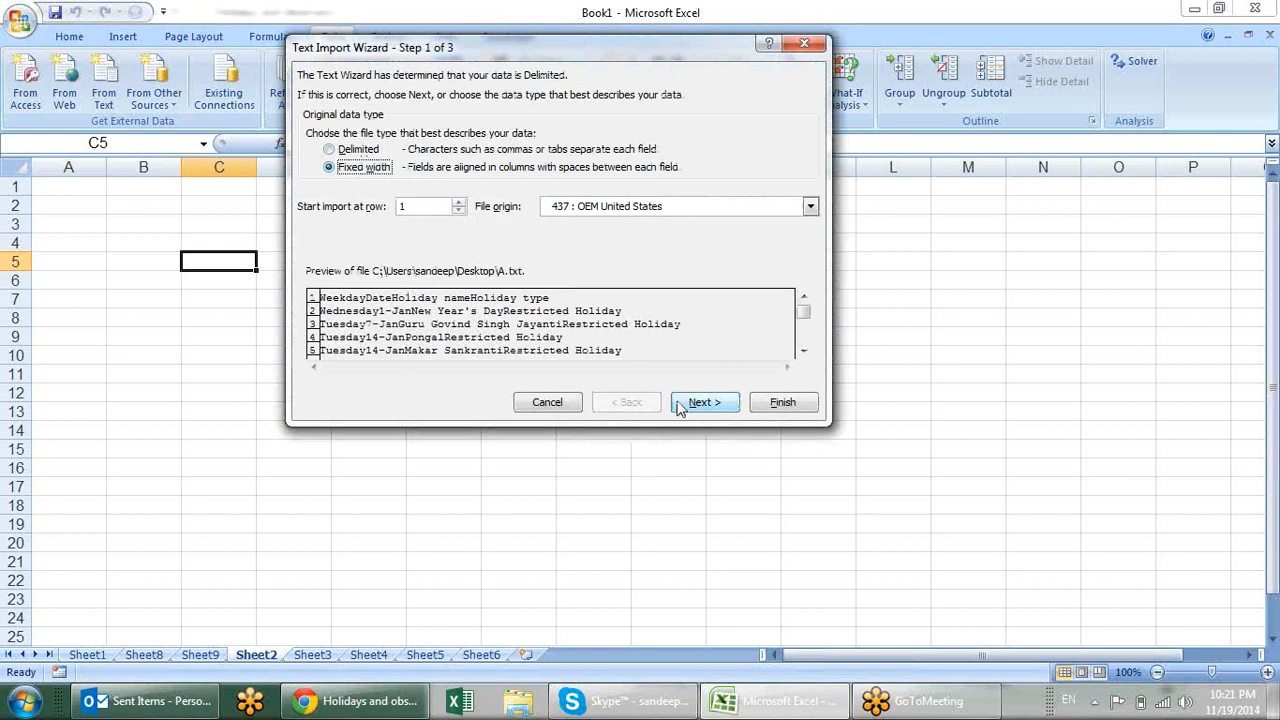 Book1 - Microsoft Excel
Home Insert Page Layout
From Access
From Web
From Text
From Other Sources
Existing Connections
Get External Data
Group
Ungroup
Subtotal
Show Detail
Hide Detail
Outline
Solver
Analysis
C5
A B C L M N O P
Text Import Wizard - Step 1 of 3
The Text Wizard has determined that your data is Delimited.
If this is correct, choose Next, or choose the data type that best describes your data.
Original data type
Choose the file type that best describes your data:
Delimited - Characters such as commas or tabs separate each field.
Fixed width - Fields are aligned in columns with spaces between each field.
Start import at row: 1 File origin: 437 : OEM United States
Preview of file C:\Users\sandeep\Desktop\A.txt.
1 WeekdayDateHoliday nameHoliday type
2 Wednesday1-JanNew Year's DayRestricted Holiday
3 Tuesday7-JanGuru Govind Singh JayantiRestricted Holiday
4 Tuesday14-JanPongalRestricted Holiday
5 Tuesday14-JanMakar SankrantiRestricted Holiday
Cancel < Back Next > Finish
1
2
3
4
5
6
7
8
9
10
11
12
13
14
15
16
17
18
19
20
21
22
23
24
25
Sheet1 Sheet8 Sheet9 Sheet2 Sheet3 Sheet4 Sheet5 Sheet6
Ready 100%
Sent Items - Perso...
Holidays and obs...
Skype™ - sandeep...
Microsoft Excel - ...
GoToMeeting
EN
10:21 PM
11/19/2014